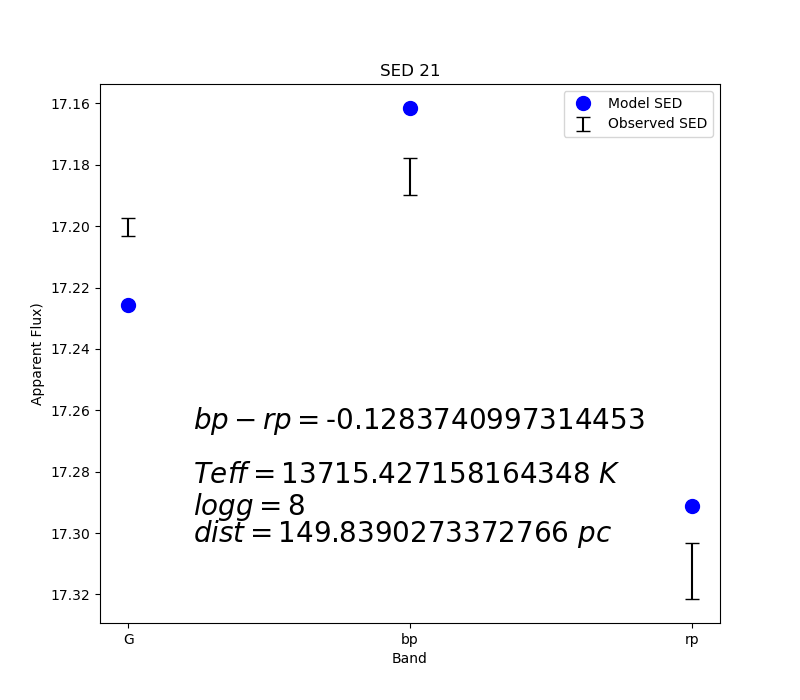 SED 21
Model SED
Observed SED
17.16
17.18
17.20
17.22
17.24
17.26
17.28
17.30
17.32
Apparent Flux)
bp − rp = -0.1283740997314453
Teff = 13715.427158164348 K
logg = 8
dist = 149.8390273372766 pc
G bp rp
Band